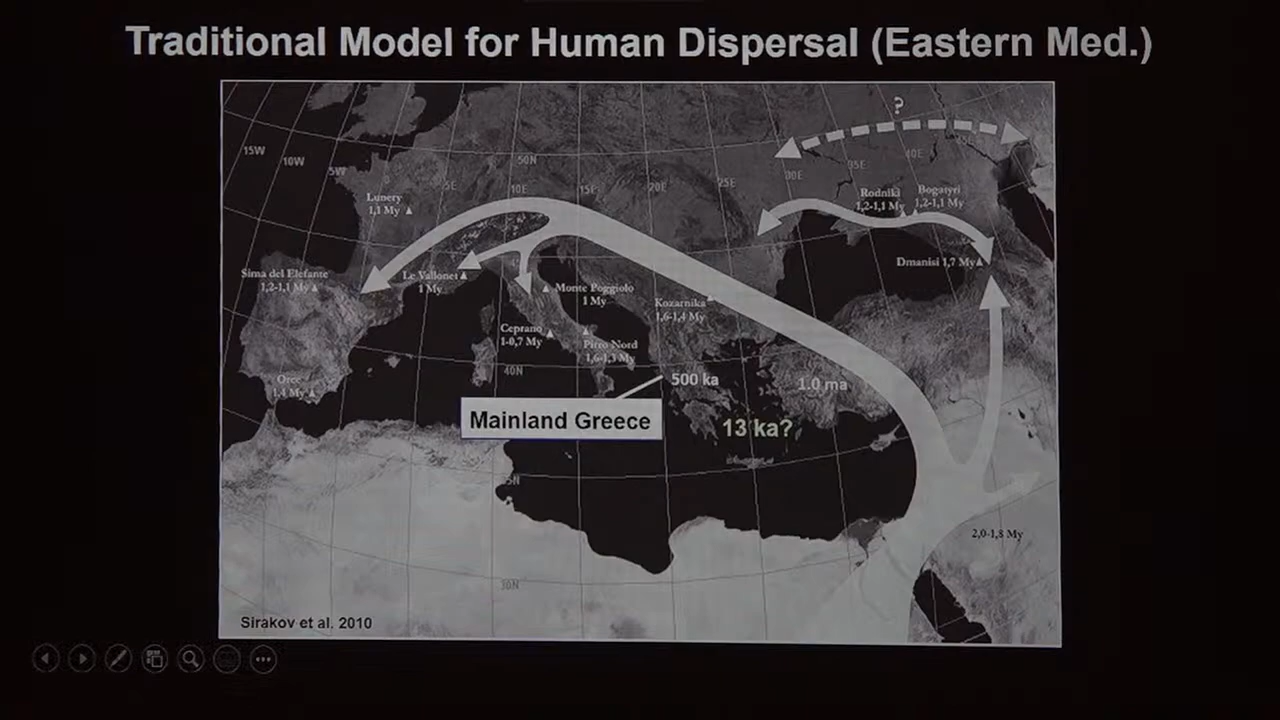 Traditional Model for Human Dispersal (Eastern Med.)
?
15W
10W
5W
5E
50N
10E
15E
20E
25E
30E
35E
40E
Lunery
1,1 My
Rodniki
1,2-1,1 My
Bogatyri
1,2-1,1 My
Dmanisi 1,7 My
Sima del Elefante
1,2-1,1 My
Le Vallonet
1 My
Monte Poggiolo
1 My
Kozarnika
1,6-1,4 My
Ceprano
1-0,7 My
Pirro Nord
1,6-1,3 My
Orce
1,4 My
40N
500 ka
1.0 ma
Mainland Greece
13 ka?
35N
2,0-1,8 My
30N
Sirakov et al. 2010